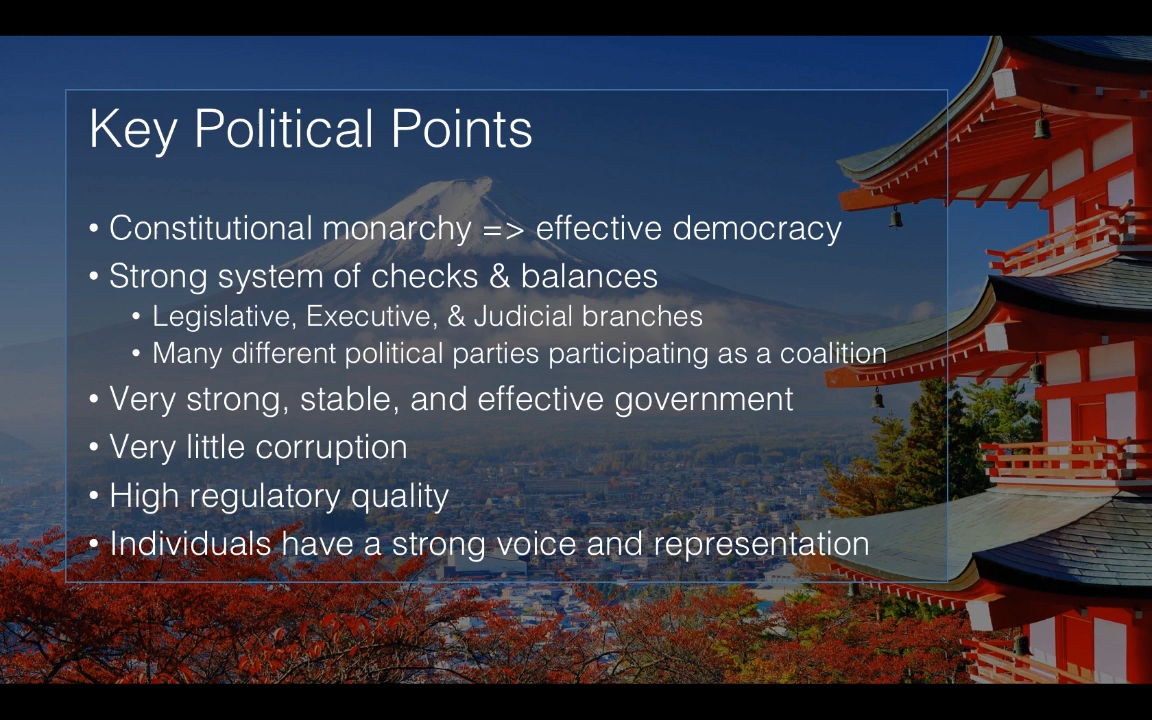 Key Political Points
• Constitutional monarchy => effective democracy
• Strong system of checks & balances
• Legislative, Executive, & Judicial branches
• Many different political parties participating as a coalition
• Very strong, stable, and effective government
• Very little corruption
• High regulatory quality
• Individuals have a strong voice and representation